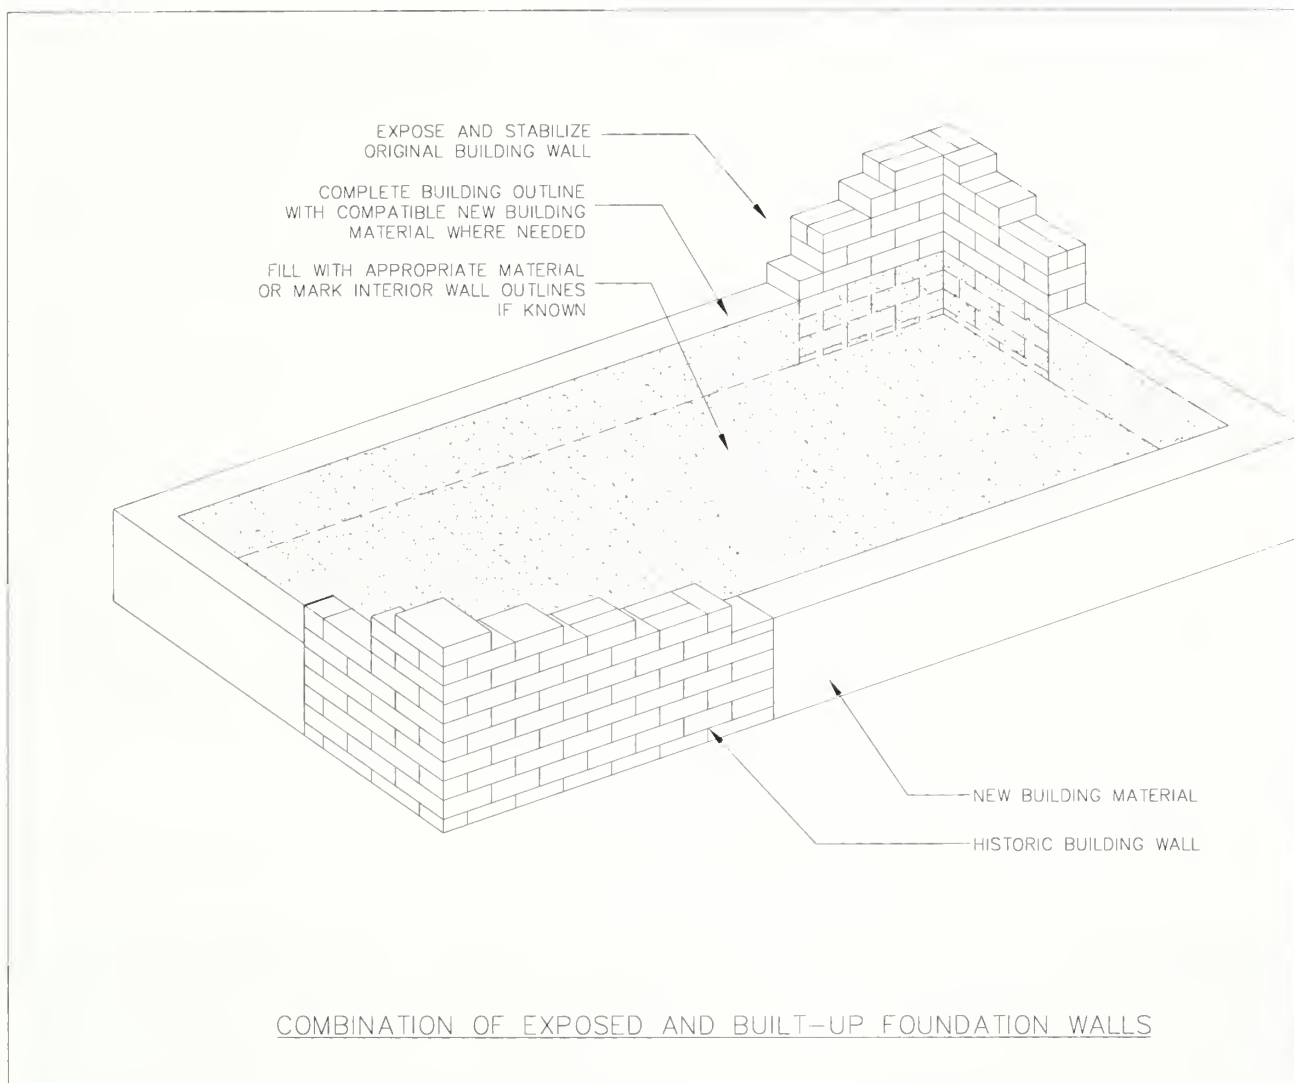 EXPOSE AND STABILIZE
ORIGINAL BUILDING WALL
COMPLETE BUILDING OUTLINE
WITH COMPATIBLE NEW BUILDING
MATERIAL WHERE NEEDED
FILL WITH APPROPRIATE MATERIAL
OR MARK INTERIOR WALL OUTLINES
IF KNOWN
NEW BUILDING MATERIAL
HISTORIC BUILDING WALL
COMBINATION OF EXPOSED AND BUILT-UP FOUNDATION WALLS